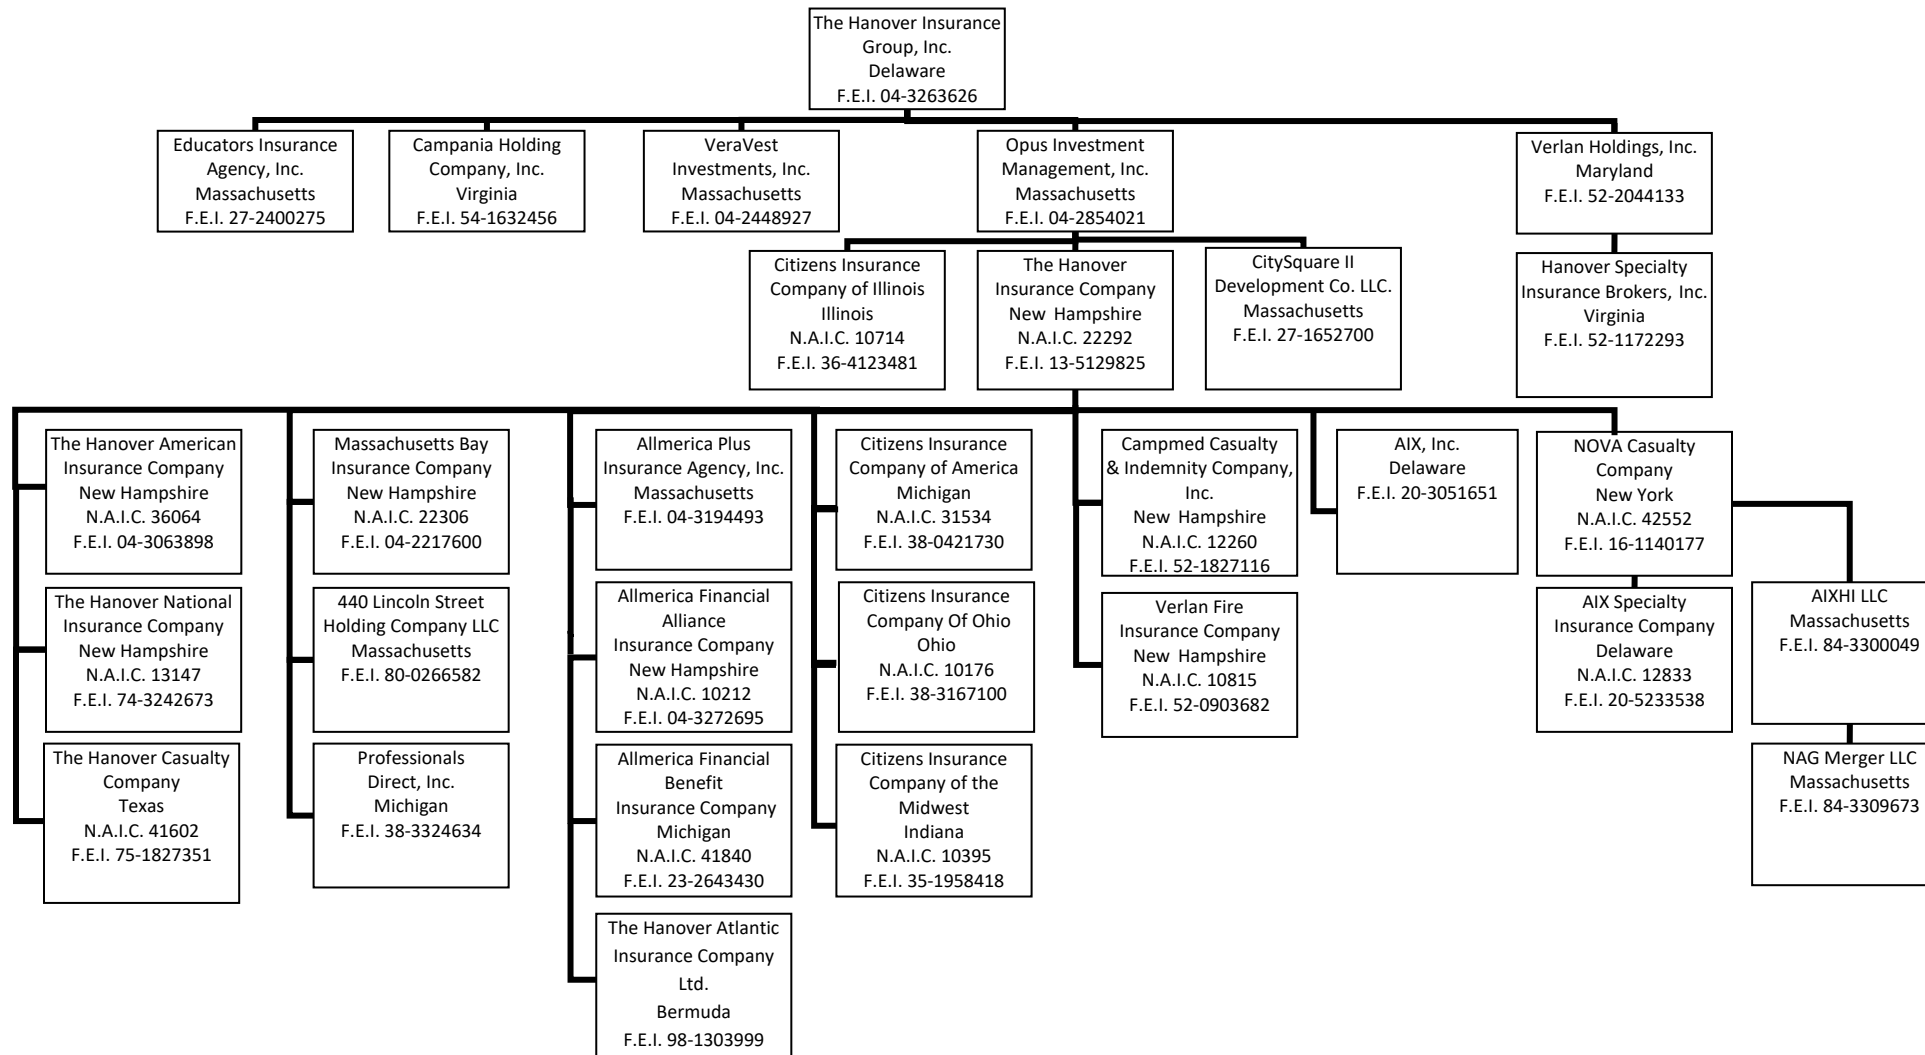 The Hanover Insurance
Group, Inc.
Delaware
F.E.I. 04-3263626
Educators Insurance
Agency, Inc.
Massachusetts
F.E.I. 27-2400275
Campania Holding
Company, Inc.
Virginia
F.E.I. 54-1632456
VeraVest
Investments, Inc.
Massachusetts
F.E.I. 04-2448927
Opus Investment
Management, Inc.
Massachusetts
F.E.I. 04-2854021
Verlan Holdings, Inc.
Maryland
F.E.I. 52-2044133
Citizens Insurance
Company of Illinois
Illinois
N.A.I.C. 10714
F.E.I. 36-4123481
The Hanover
Insurance Company
New Hampshire
N.A.I.C. 22292
F.E.I. 13-5129825
CitySquare II
Development Co. LLC.
Massachusetts
F.E.I. 27-1652700
Hanover Specialty
Insurance Brokers, Inc.
Virginia
F.E.I. 52-1172293
The Hanover American
Insurance Company
New Hampshire
N.A.I.C. 36064
F.E.I. 04-3063898
Massachusetts Bay
Insurance Company
New Hampshire
N.A.I.C. 22306
F.E.I. 04-2217600
Allmerica Plus
Insurance Agency, Inc.
Massachusetts
F.E.I. 04-3194493
Citizens Insurance
Company of America
Michigan
N.A.I.C. 31534
F.E.I. 38-0421730
Campmed Casualty
& Indemnity Company,
Inc.
New Hampshire
N.A.I.C. 12260
F.E.I. 52-1827116
AIX, Inc.
Delaware
F.E.I. 20-3051651
NOVA Casualty
Company
New York
N.A.I.C. 42552
F.E.I. 16-1140177
The Hanover National
Insurance Company
New Hampshire
N.A.I.C. 13147
F.E.I. 74-3242673
440 Lincoln Street
Holding Company LLC
Massachusetts
F.E.I. 80-0266582
Allmerica Financial
Alliance
Insurance Company
New Hampshire
N.A.I.C. 10212
F.E.I. 04-3272695
Citizens Insurance
Company Of Ohio
Ohio
N.A.I.C. 10176
F.E.I. 38-3167100
Verlan Fire
Insurance Company
New Hampshire
N.A.I.C. 10815
F.E.I. 52-0903682
AIX Specialty
Insurance Company
Delaware
N.A.I.C. 12833
F.E.I. 20-5233538
AIXHI LLC
Massachusetts
F.E.I. 84-3300049
The Hanover Casualty
Company
Texas
N.A.I.C. 41602
F.E.I. 75-1827351
Professionals
Direct, Inc.
Michigan
F.E.I. 38-3324634
Allmerica Financial
Benefit
Insurance Company
Michigan
N.A.I.C. 41840
F.E.I. 23-2643430
Citizens Insurance
Company of the
Midwest
Indiana
N.A.I.C. 10395
F.E.I. 35-1958418
NAG Merger LLC
Massachusetts
F.E.I. 84-3309673
The Hanover Atlantic
Insurance Company
Ltd.
Bermuda
F.E.I. 98-1303999